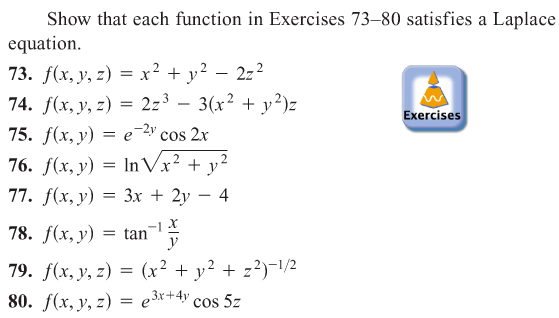 Show that each function in Exercises 73–80 satisfies a Laplace
equation.
73. f(x, y, z) = x² + y² − 2z²
74. f(x, y, z) = 2z³ − 3(x² + y²)z
Exercises
75. f(x, y) = e⁻²ʸ cos 2x
76. f(x, y) = ln√(x² + y²)
77. f(x, y) = 3x + 2y − 4
78. f(x, y) = tan⁻¹ x/y
79. f(x, y, z) = (x² + y² + z²)⁻¹/²
80. f(x, y, z) = e³ˣ⁺⁴ʸ cos 5z